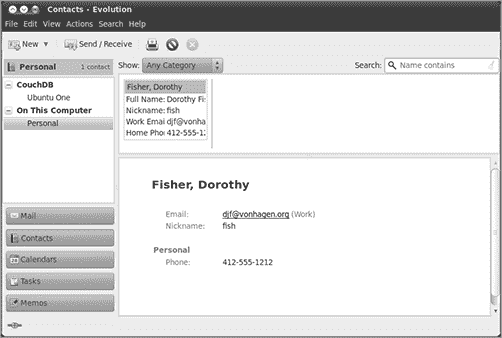 Contacts - Evolution
File Edit View Actions Search Help
New Send / Receive
Personal 1 contact
Show: Any Category Search: Name contains
CouchDB
Ubuntu One
On This Computer
Personal
Fisher, Dorothy
Full Name: Dorothy Fi
Nickname: fish
Work Emai djf@vonha
Home Phon 412-555-1
Fisher, Dorothy
Email: djf@vonhagen.org (Work)
Nickname: fish
Personal
Phone: 412-555-1212
Mail
Contacts
Calendars
Tasks
Memos